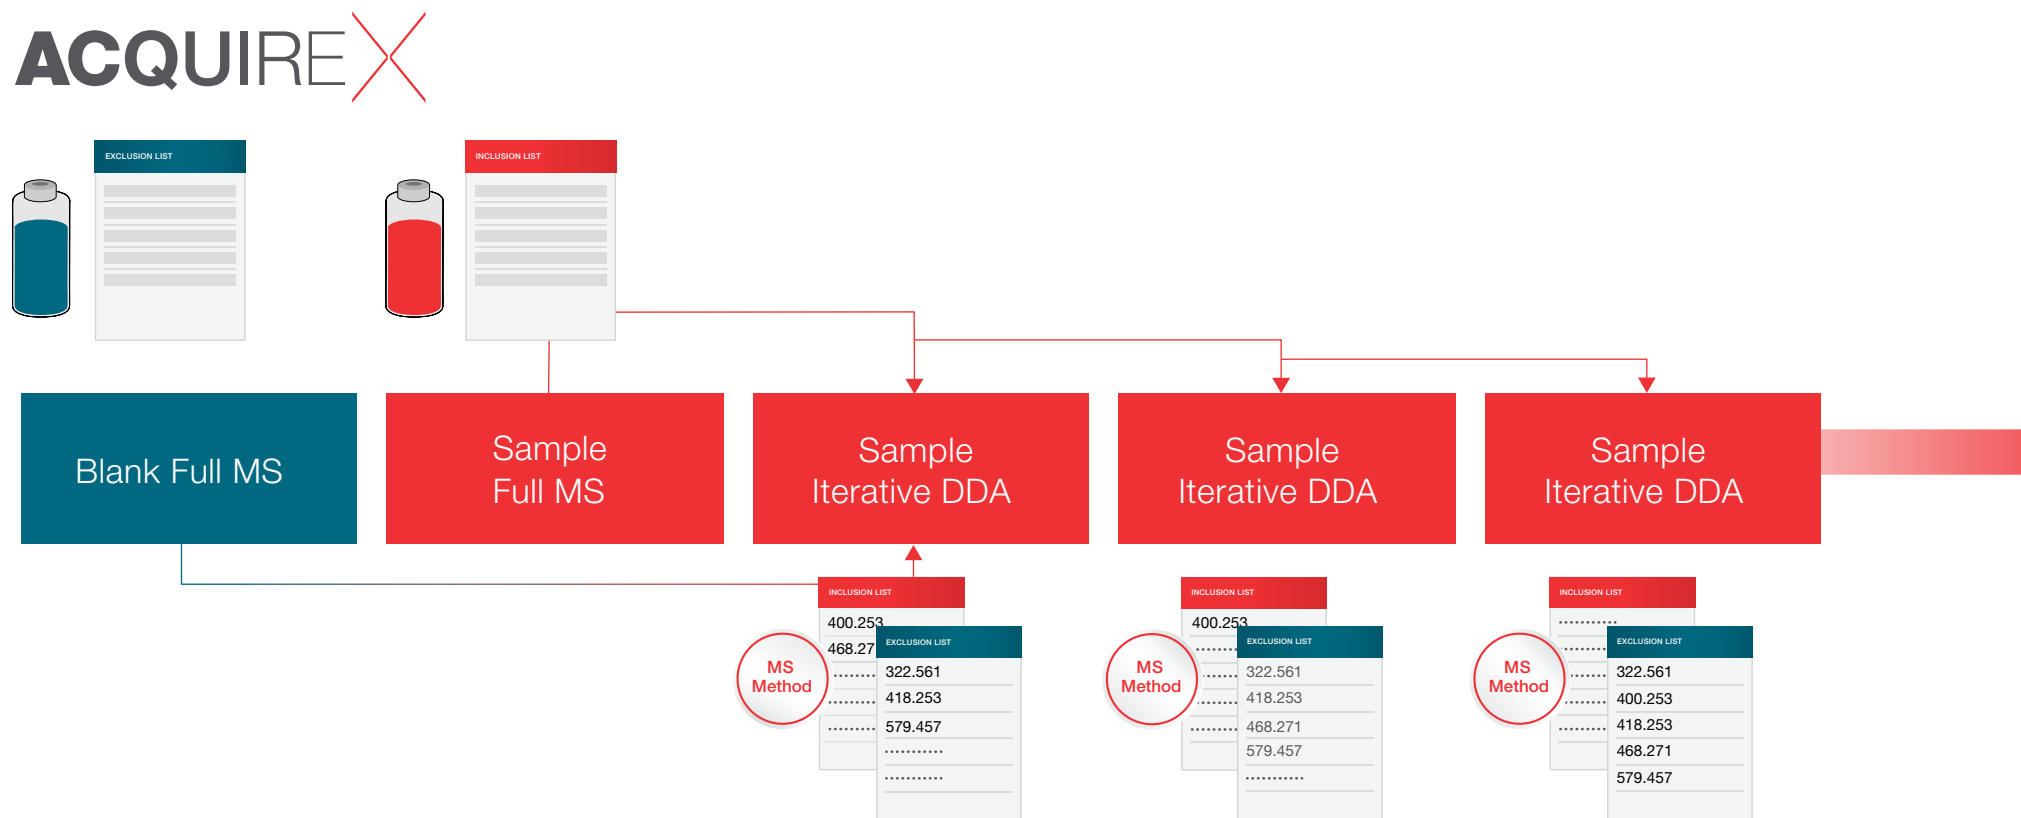 ACQUIREX
EXCLUSION LIST
INCLUSION LIST
Blank Full MS
Sample
Full MS
Sample
Iterative DDA
Sample
Iterative DDA
Sample
Iterative DDA
INCLUSION LIST
400.253
468.27
MS
Method
EXCLUSION LIST
322.561
418.253
579.457
INCLUSION LIST
400.253
MS
Method
EXCLUSION LIST
322.561
418.253
468.271
579.457
INCLUSION LIST
MS
Method
EXCLUSION LIST
322.561
400.253
418.253
468.271
579.457